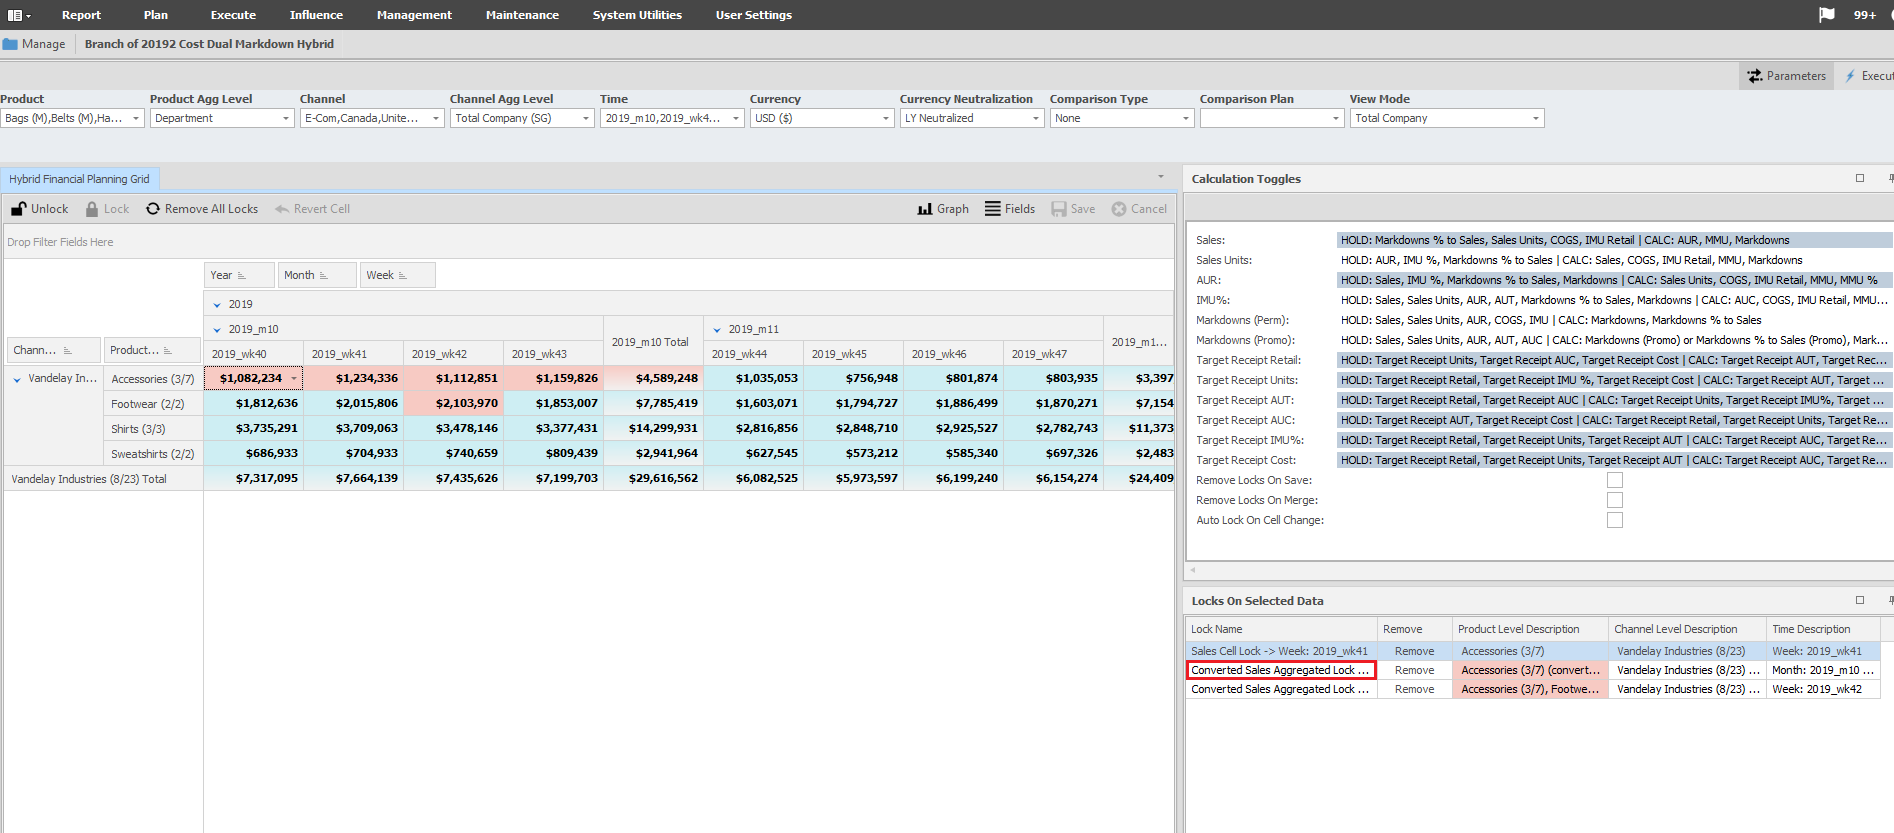 Report Plan Execute Influence Management Maintenance System Utilities User Settings 99+
Manage Branch of 20192 Cost Dual Markdown Hybrid
Parameters Execut
Product Product Agg Level Channel Channel Agg Level Time Currency Currency Neutralization Comparison Type Comparison Plan View Mode
Bags (M),Belts (M),Ha... Department E-Com,Canada,Unite... Total Company (SG) 2019_m10,2019_wk4... USD ($) LY Neutralized None Total Company
Hybrid Financial Planning Grid
Unlock Lock Remove All Locks Revert Cell Graph Fields Save Cancel
Drop Filter Fields Here
Year Month Week
2019
2019_m10 2019_m10 Total 2019_m11 2019_m1...
Chann... Product... 2019_wk40 2019_wk41 2019_wk42 2019_wk43 2019_wk44 2019_wk45 2019_wk46 2019_wk47
Vandelay In... Accessories (3/7) $1,082,234 $1,234,336 $1,112,851 $1,159,826 $4,589,248 $1,035,053 $756,948 $801,874 $803,935 $3,397
Footwear (2/2) $1,812,636 $2,015,806 $2,103,970 $1,853,007 $7,785,419 $1,603,071 $1,794,727 $1,886,499 $1,870,271 $7,154
Shirts (3/3) $3,735,291 $3,709,063 $3,478,146 $3,377,431 $14,299,931 $2,816,856 $2,848,710 $2,925,527 $2,782,743 $11,373
Sweatshirts (2/2) $686,933 $704,933 $740,659 $809,439 $2,941,964 $627,545 $573,212 $585,340 $697,326 $2,483
Vandelay Industries (8/23) Total $7,317,095 $7,664,139 $7,435,626 $7,199,703 $29,616,562 $6,082,525 $5,973,597 $6,199,240 $6,154,274 $24,409
Calculation Toggles
Sales: HOLD: Markdowns % to Sales, Sales Units, COGS, IMU Retail | CALC: AUR, MMU, Markdowns
Sales Units: HOLD: AUR, IMU %, Markdowns % to Sales | CALC: Sales, COGS, IMU Retail, MMU, Markdowns
AUR: HOLD: Sales, IMU %, Markdowns % to Sales, Markdowns | CALC: Sales Units, COGS, IMU Retail, MMU, MMU %
IMU%: HOLD: Sales, Sales Units, AUR, AUT, Markdowns % to Sales, Markdowns | CALC: AUC, COGS, IMU Retail, MMU...
Markdowns (Perm): HOLD: Sales, Sales Units, AUR, COGS, IMU | CALC: Markdowns, Markdowns % to Sales
Markdowns (Promo): HOLD: Sales, Sales Units, AUR, AUT, AUC | CALC: Markdowns (Promo) or Markdowns % to Sales (Promo), Mark...
Target Receipt Retail: HOLD: Target Receipt Units, Target Receipt AUC, Target Receipt Cost | CALC: Target Receipt AUT, Target Rec...
Target Receipt Units: HOLD: Target Receipt Retail, Target Receipt IMU %, Target Receipt Cost | CALC: Target Receipt AUT, Target ...
Target Receipt AUT: HOLD: Target Receipt Retail, Target Receipt AUC | CALC: Target Receipt Units, Target Receipt IMU%, Target ...
Target Receipt AUC: HOLD: Target Receipt AUT, Target Receipt Cost | CALC: Target Receipt Retail, Target Receipt Units, Target Re...
Target Receipt IMU%: HOLD: Target Receipt Retail, Target Receipt Units, Target Receipt AUT | CALC: Target Receipt AUC, Target Re...
Target Receipt Cost: HOLD: Target Receipt Retail, Target Receipt Units, Target Receipt AUT | CALC: Target Receipt AUC, Target Re...
Remove Locks On Save:
Remove Locks On Merge:
Auto Lock On Cell Change:
Locks On Selected Data
Lock Name Remove Product Level Description Channel Level Description Time Description
Sales Cell Lock -> Week: 2019_wk41 Remove Accessories (3/7) Vandelay Industries (8/23) Week: 2019_wk41
Converted Sales Aggregated Lock ... Remove Accessories (3/7) (convert... Vandelay Industries (8/23) ... Month: 2019_m10 ...
Converted Sales Aggregated Lock ... Remove Accessories (3/7), Footwe... Vandelay Industries (8/23) ... Week: 2019_wk42